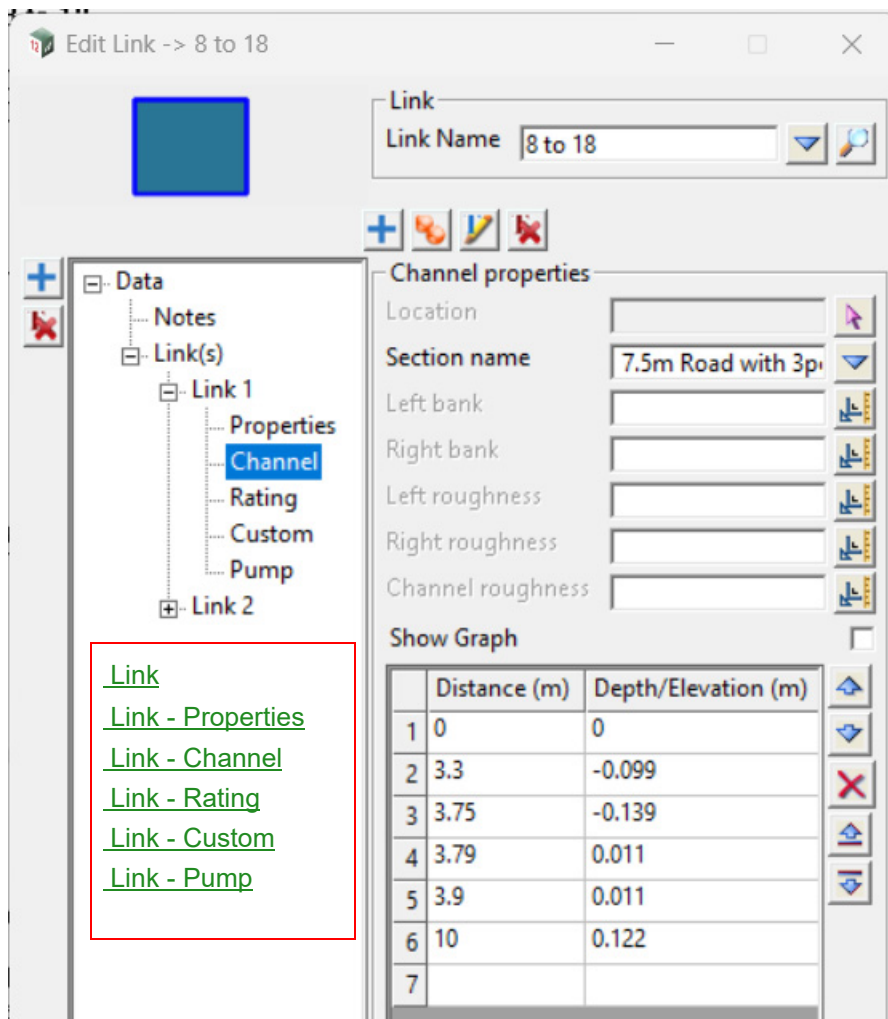 Edit Link -> 8 to 18
Link
Link Name 8 to 18
Data
Notes
Link(s)
Link 1
Properties
Channel
Rating
Custom
Pump
Link 2
Link
Link - Properties
Link - Channel
Link - Rating
Link - Custom
Link - Pump
Channel properties
Location
Section name 7.5m Road with 3p
Left bank
Right bank
Left roughness
Right roughness
Channel roughness
Show Graph
Distance (m) Depth/Elevation (m)
1 0 0
2 3.3 -0.099
3 3.75 -0.139
4 3.79 0.011
5 3.9 0.011
6 10 0.122
7